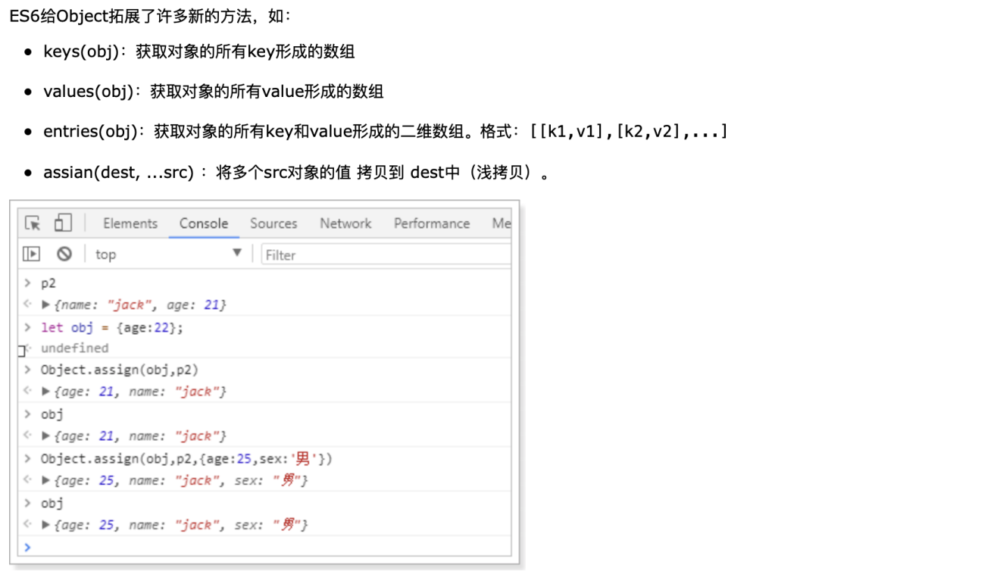 ES6给Object拓展了许多新的方法，如：
• keys(obj)：获取对象的所有key形成的数组
• values(obj)：获取对象的所有value形成的数组
• entries(obj)：获取对象的所有key和value形成的二维数组。格式：[[k1,v1],[k2,v2],...]
• assian(dest, ...src) ：将多个src对象的值 拷贝到 dest中（浅拷贝）。
Elements Console Sources Network Performance Me
top ▼ Filter
> p2
<· ▶{name: "jack", age: 21}
> let obj = {age:22};
<· undefined
> Object.assign(obj,p2)
<· ▶{age: 21, name: "jack"}
> obj
<· ▶{age: 21, name: "jack"}
> Object.assign(obj,p2,{age:25,sex:'男'})
<· ▶{age: 25, name: "jack", sex: "男"}
> obj
<· ▶{age: 25, name: "jack", sex: "男"}
>